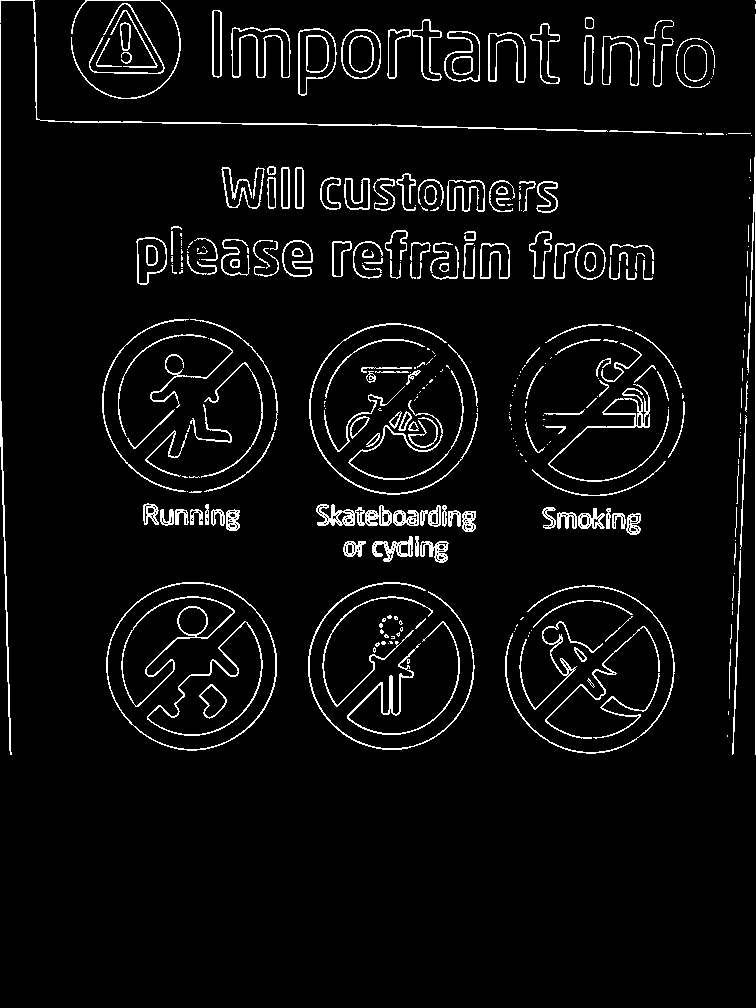 Important info
Will customers
please refrain from
Running
Skateboarding
or cycling
Smoking